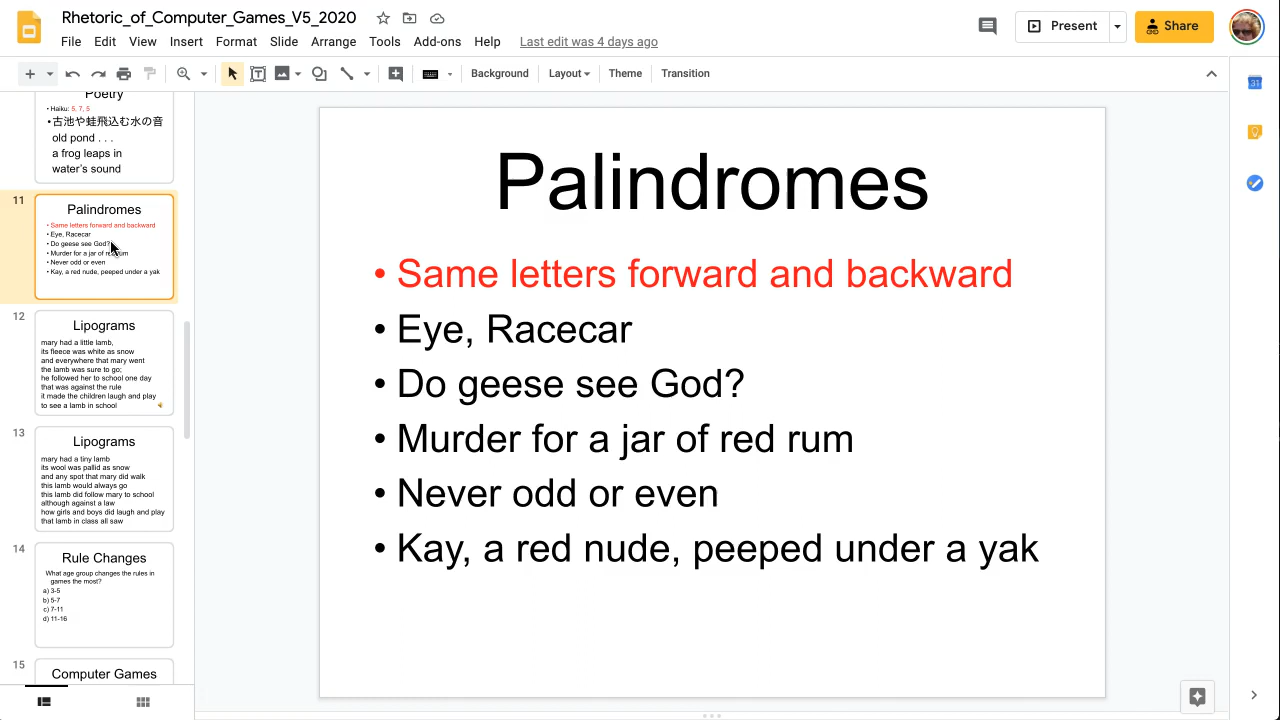 Rhetoric_of_Computer_Games_V5_2020
File Edit View Insert Format Slide Arrange Tools Add-ons Help Last edit was 4 days ago
Present
Share
Background Layout Theme Transition
Poetry
• Haiku: 5, 7, 5
• 古池や蛙飛込む水の音
old pond . . .
a frog leaps in
water's sound
11
Palindromes
• Same letters forward and backward
• Eye, Racecar
• Do geese see God?
• Murder for a jar of red rum
• Never odd or even
• Kay, a red nude, peeped under a yak
12
Lipograms
mary had a little lamb,
its fleece was white as snow
and everywhere that mary went
the lamb was sure to go;
he followed her to school one day
that was against the rule
it made the children laugh and play
to see a lamb in school
13
Lipograms
mary had a tiny lamb
its wool was pallid as snow
and any spot that mary did walk
this lamb would always go
this lamb did follow mary to school
although against a law
how girls and boys did laugh and play
that lamb in class all saw
14
Rule Changes
What age group changes the rules in
games the most?
a) 3-5
b) 5-7
c) 7-11
d) 11-16
15
Computer Games
Palindromes
• Same letters forward and backward
• Eye, Racecar
• Do geese see God?
• Murder for a jar of red rum
• Never odd or even
• Kay, a red nude, peeped under a yak
31